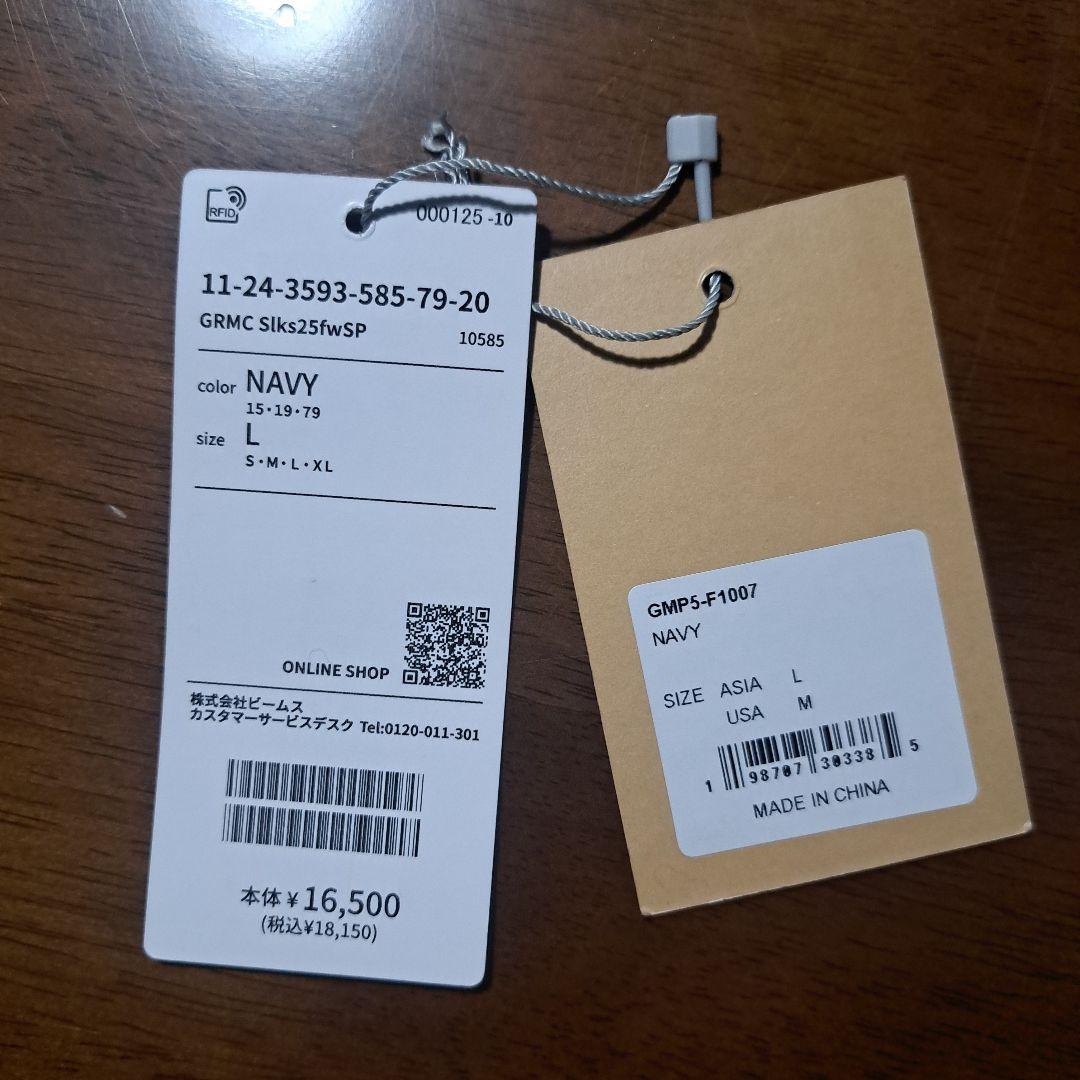 RFID
000125 -10
11-24-3593-585-79-20
GRMC Slks25fwSP
10585
color NAVY
15・19・79
size L
S・M・L・XL
ONLINE SHOP
株式会社ビームス
カスタマーサービスデスク Tel:0120-011-301
本体 ¥ 16,500
(税込¥18,150)
GMP5-F1007
NAVY
SIZE ASIA L
USA M
1 98707 30338 5
MADE IN CHINA